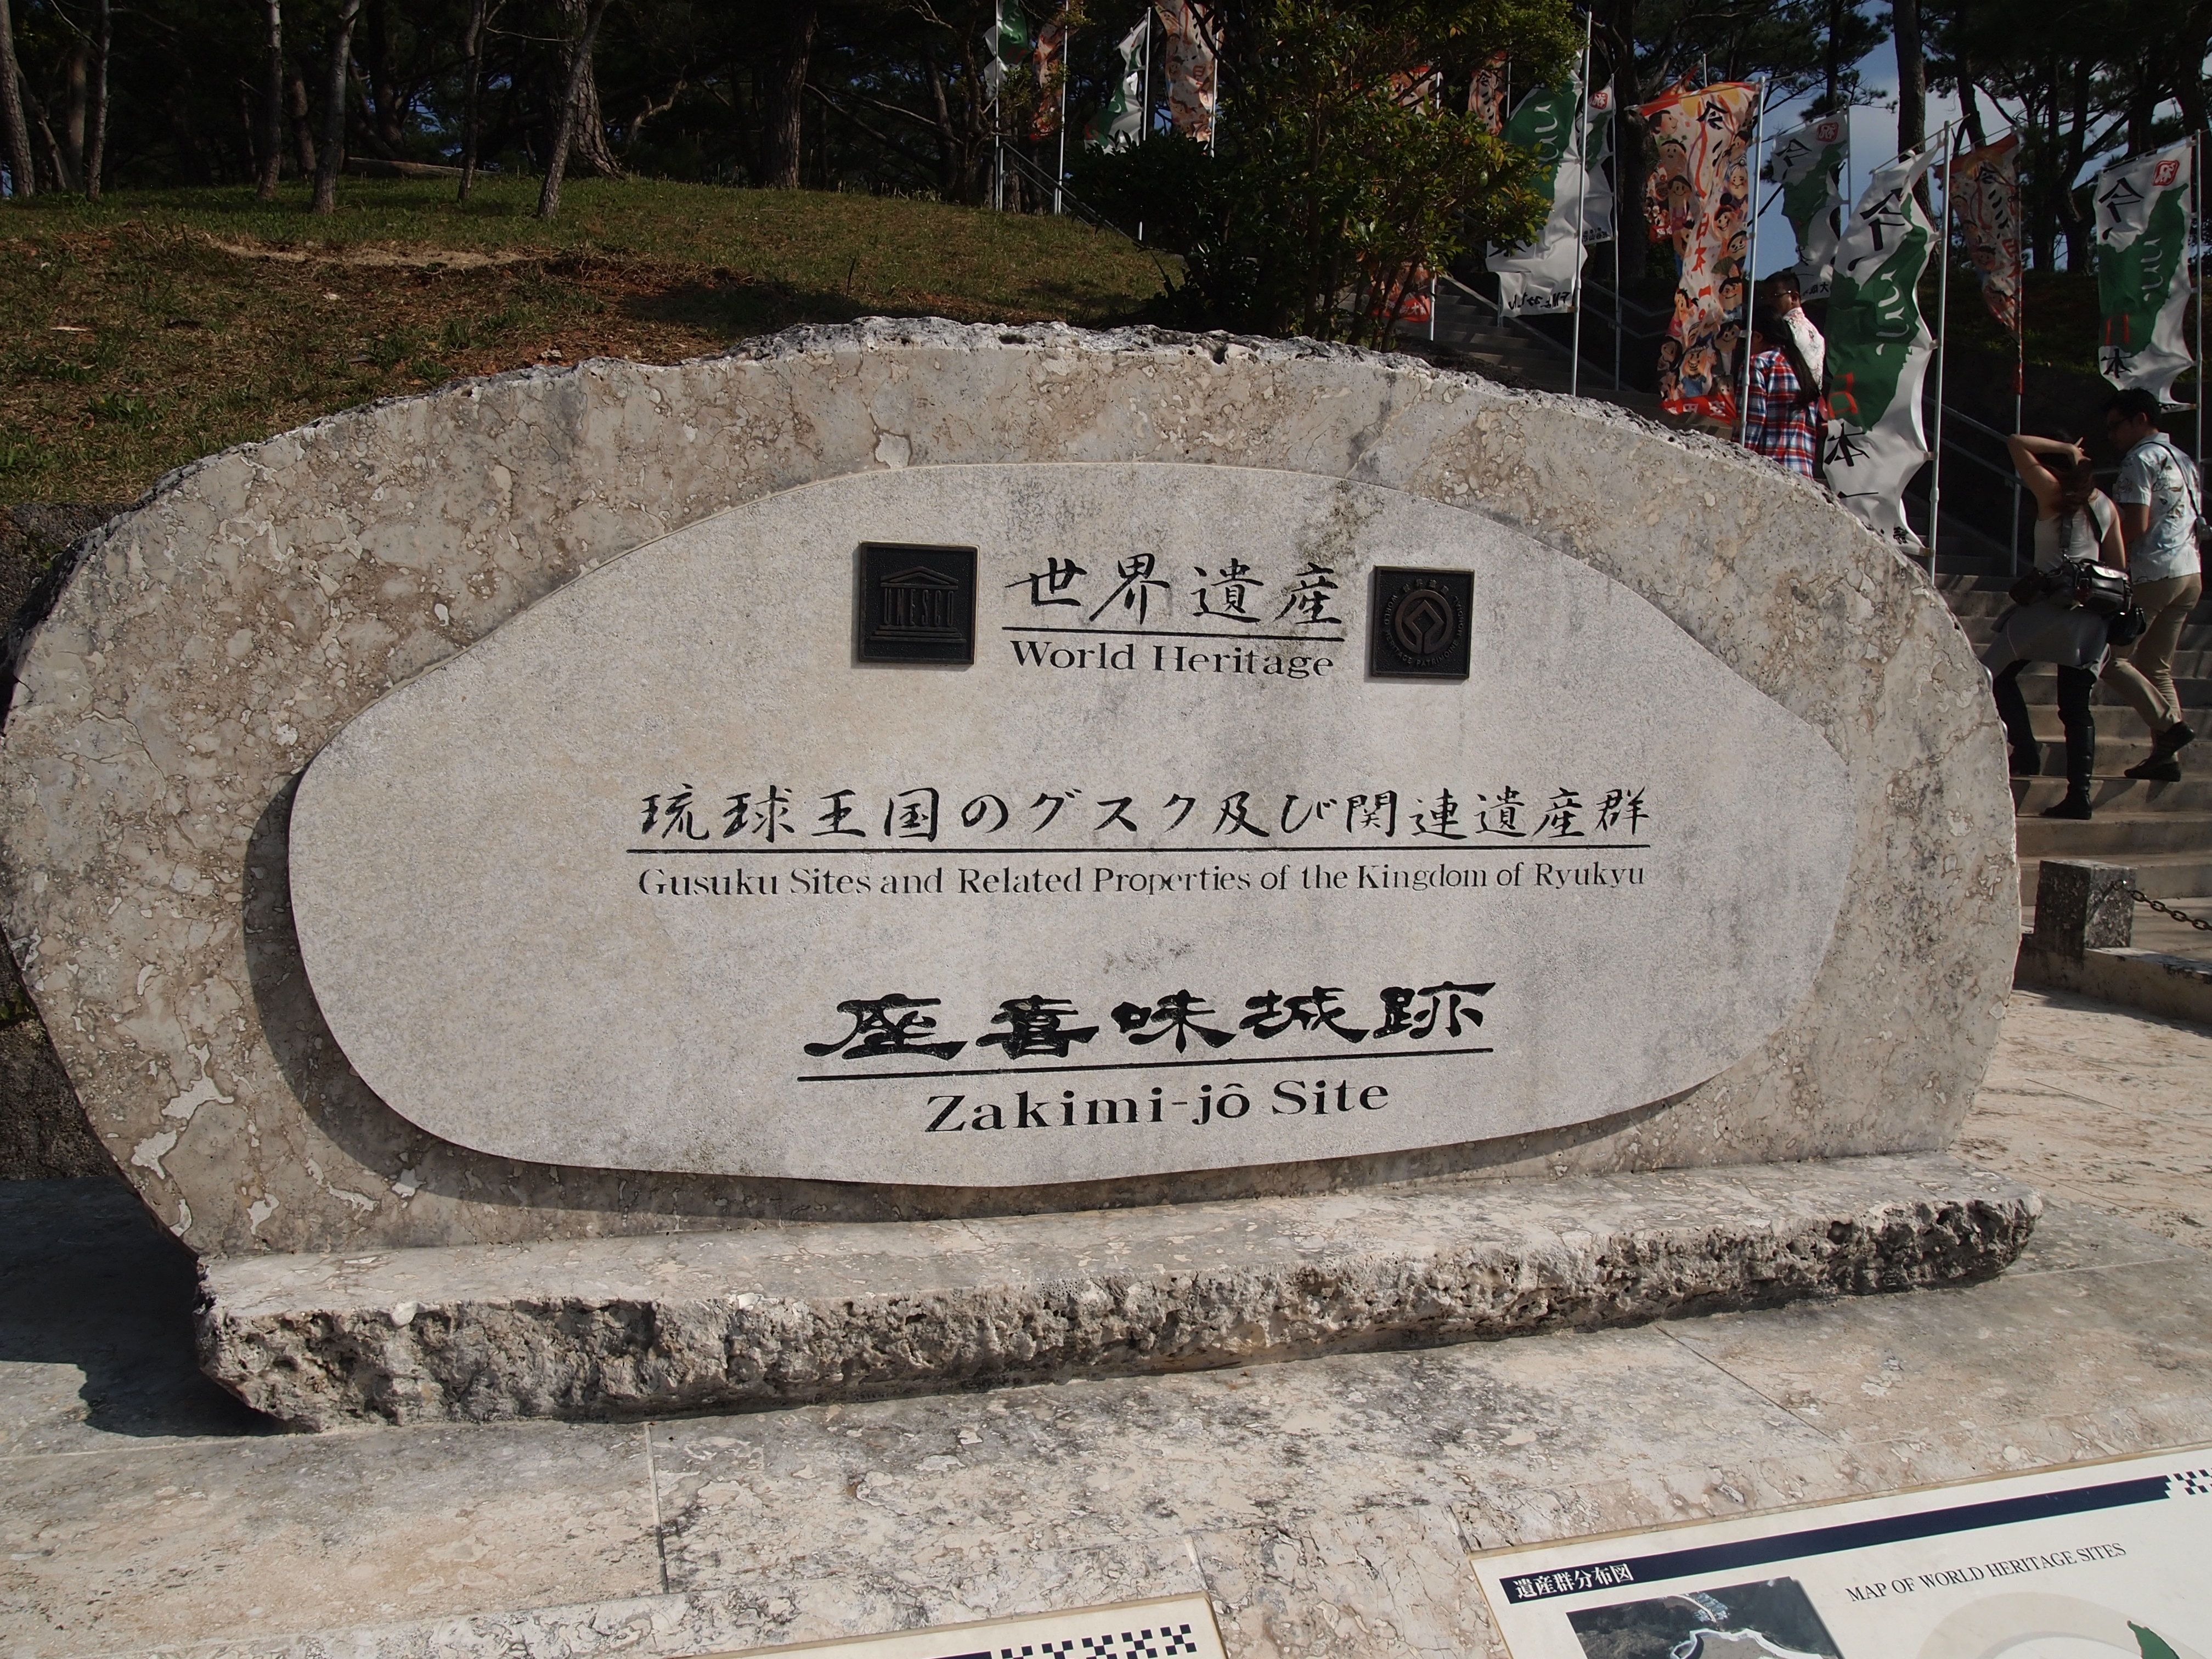 UNESCO
世界遺産
World Heritage
琉球王国のグスク及び関連遺産群
Gusuku Sites and Related Properties of the Kingdom of Ryukyu
座喜味城跡
Zakimi-jô Site
遺産群分布図
MAP OF WORLD HERITAGE SITES